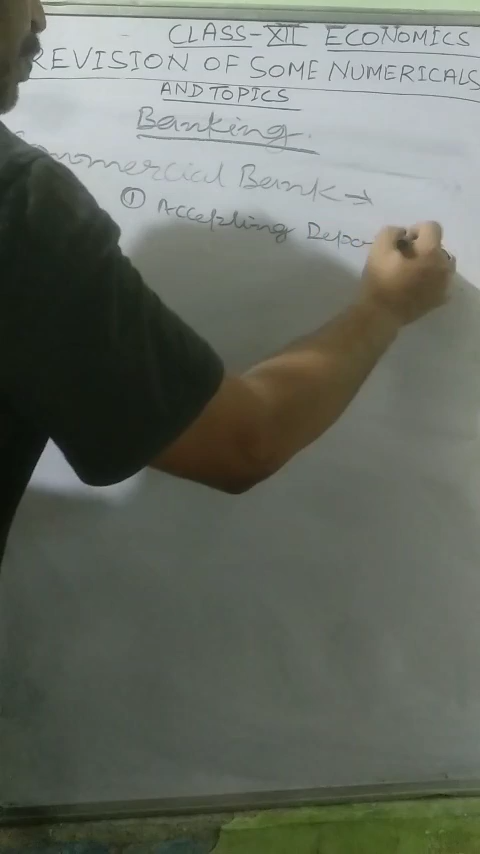 CLASS-XII ECONOMICS
REVISION OF SOME NUMERICALS
AND TOPICS
Banking.
Commercial Bank →
① Accepting Depo